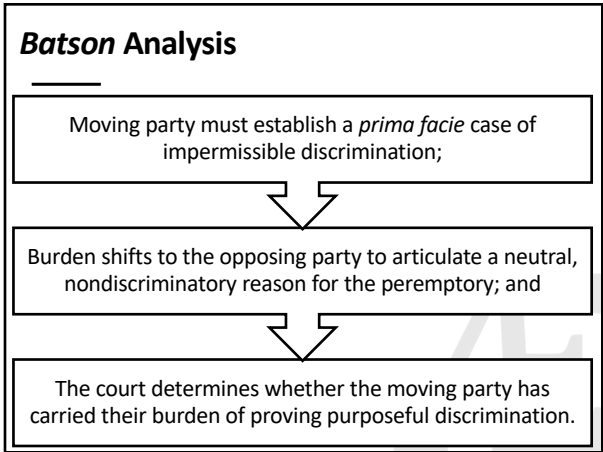 Batson Analysis
Moving party must establish a prima facie case of
impermissible discrimination;
Burden shifts to the opposing party to articulate a neutral,
nondiscriminatory reason for the peremptory; and
The court determines whether the moving party has
carried their burden of proving purposeful discrimination.